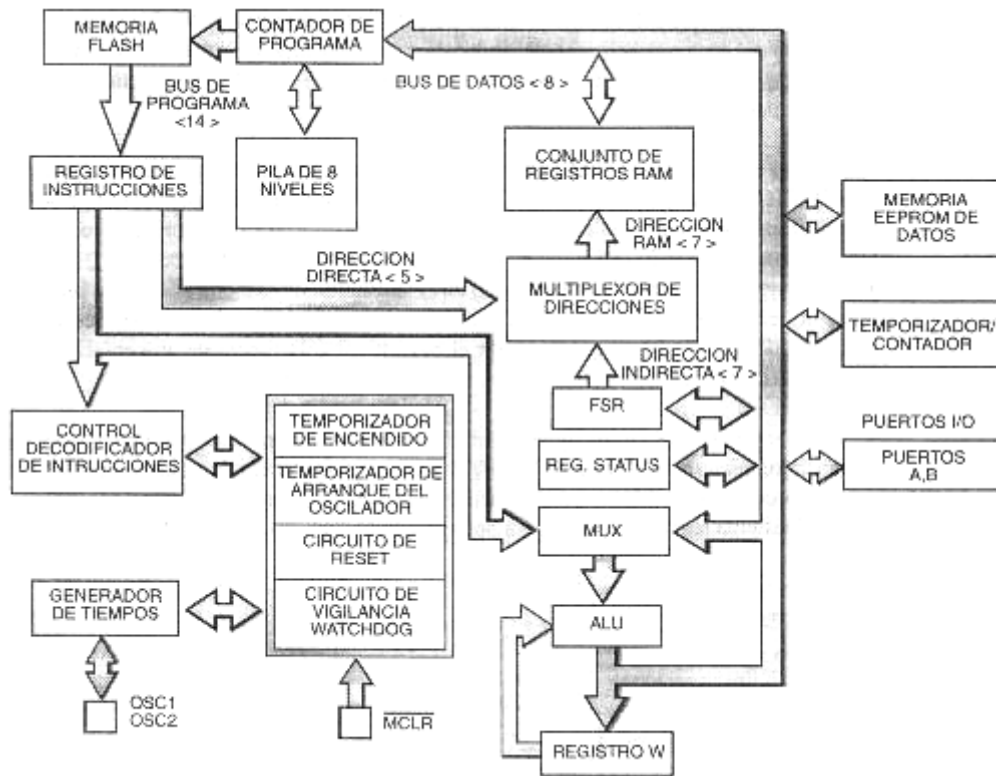 MEMORIA
FLASH
CONTADOR DE
PROGRAMA
BUS DE
PROGRAMA
<14 >
BUS DE DATOS < 8 >
REGISTRO DE
INSTRUCCIONES
PILA DE 8
NIVELES
CONJUNTO DE
REGISTROS RAM
MEMORIA
EEPROM DE
DATOS
DIRECCION
RAM < 7 >
DIRECCION
DIRECTA < 5 >
MULTIPLEXOR DE
DIRECCIONES
TEMPORIZADOR/
CONTADOR
DIRECCION
INDIRECTA < 7 >
FSR
CONTROL
DECODIFICADOR
DE INTRUCCIONES
TEMPORIZADOR
DE ENCENDIDO
TEMPORIZADOR DE
ARRANQUE DEL
OSCILADOR
CIRCUITO DE
RESET
CIRCUITO DE
VIGILANCIA
WATCHDOG
REG. STATUS
PUERTOS I/O
PUERTOS
A,B
MUX
GENERADOR
DE TIEMPOS
ALU
OSC1
OSC2
MCLR
REGISTRO W